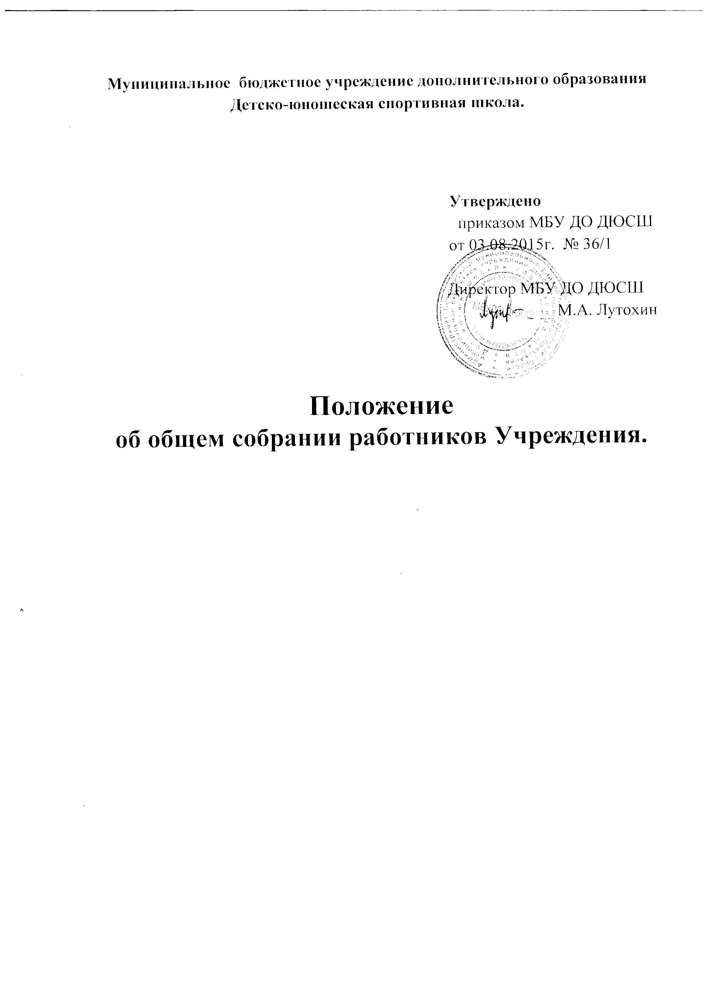 Муниципальное бюджетное учреждение дополнительного образования
Детско-юношеская спортивная школа.
Утверждено
приказом МБУ ДО ДЮСШ
от 03.08.2015г. № 36/1
Директор МБУ ДО ДЮСШ
М.А. Лутохин
Положение
об общем собрании работников Учреждения.